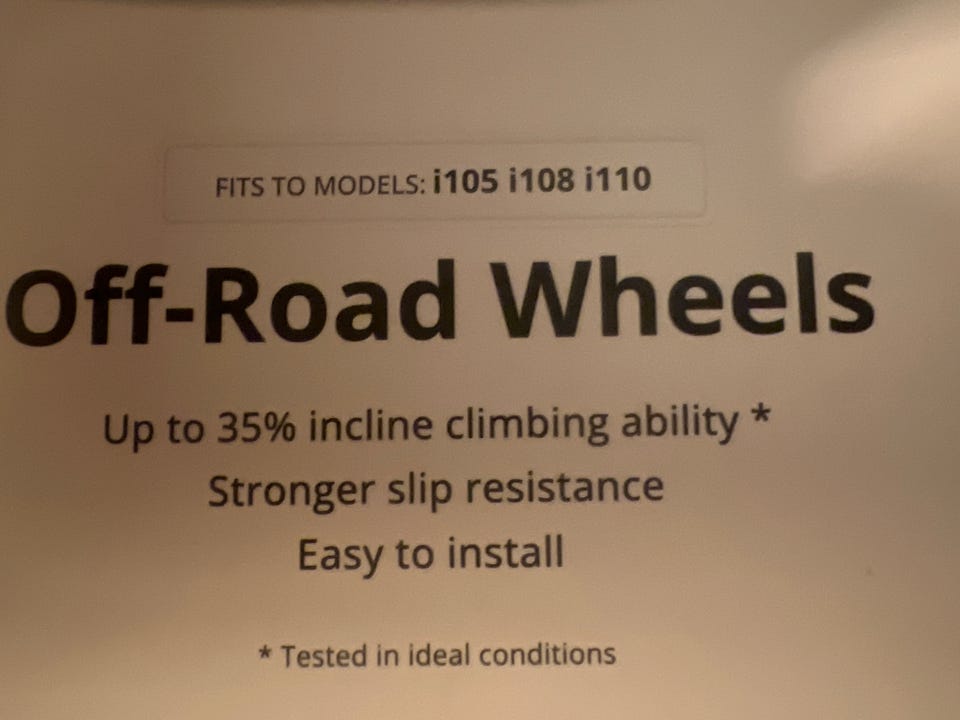 FITS TO MODELS: i105 i108 i110
Off-Road Wheels
Up to 35% incline climbing ability *
Stronger slip resistance
Easy to install
* Tested in ideal conditions